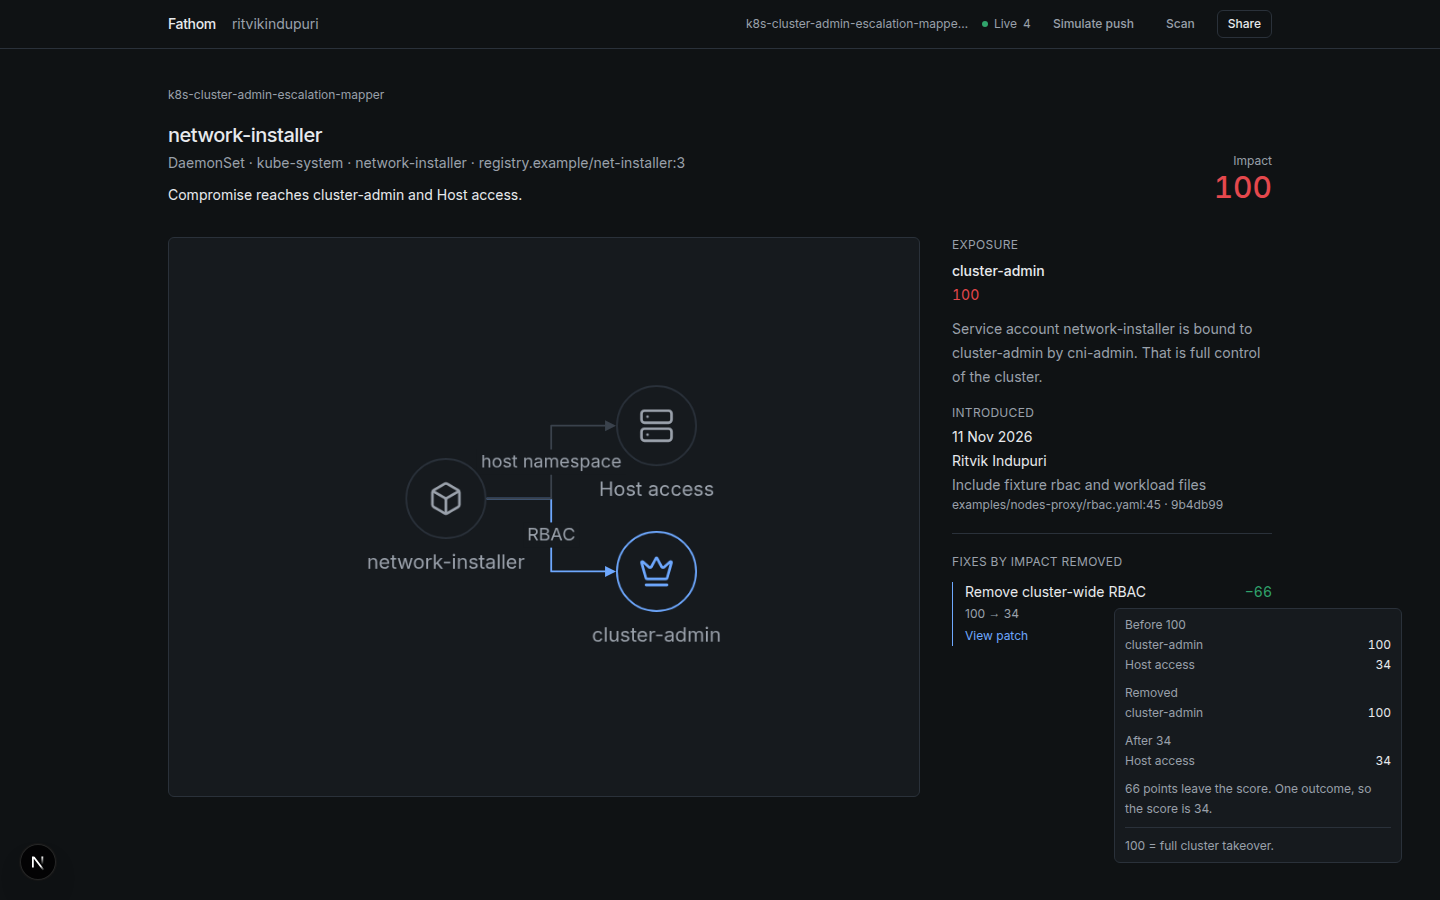 Fathom ritvikindupuri k8s-cluster-admin-escalation-mappe... Live 4 Simulate push Scan Share
k8s-cluster-admin-escalation-mapper
network-installer
DaemonSet · kube-system · network-installer · registry.example/net-installer:3
Compromise reaches cluster-admin and Host access.
Impact
100
host namespace
Host access
RBAC
network-installer
cluster-admin
EXPOSURE
cluster-admin
100
Service account network-installer is bound to
cluster-admin by cni-admin. That is full control
of the cluster.
INTRODUCED
11 Nov 2026
Ritvik Indupuri
Include fixture rbac and workload files
examples/nodes-proxy/rbac.yaml:45 · 9b4db99
FIXES BY IMPACT REMOVED
Remove cluster-wide RBAC −66
100 → 34
View patch
Before 100
cluster-admin 100
Host access 34
Removed
cluster-admin 100
After 34
Host access 34
66 points leave the score. One outcome, so
the score is 34.
100 = full cluster takeover.
N